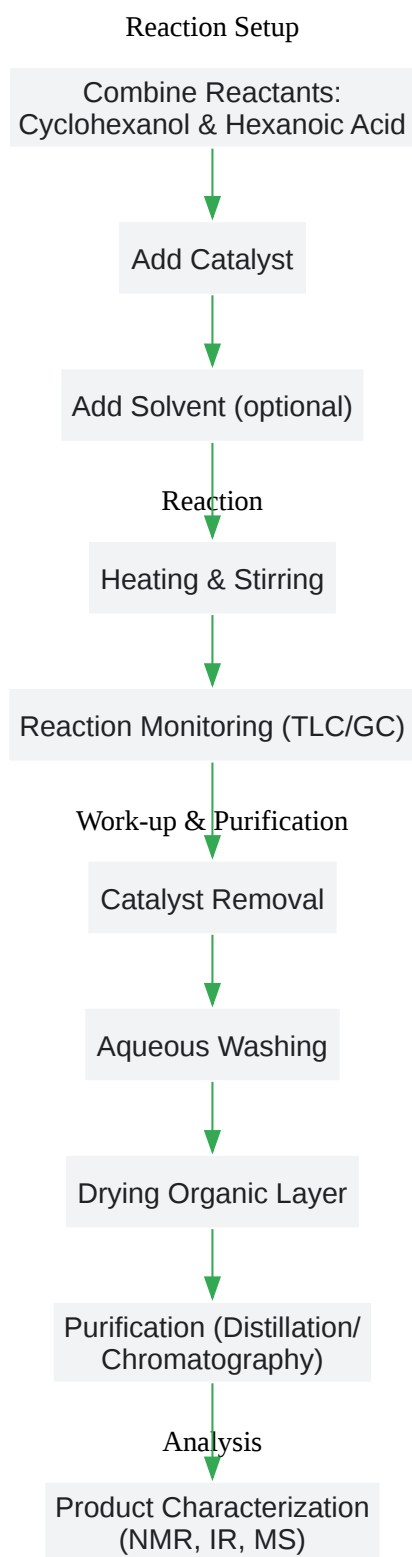 Reaction Setup
Combine Reactants:
Cyclohexanol & Hexanoic Acid
Add Catalyst
Add Solvent (optional)
Reaction
Heating & Stirring
Reaction Monitoring (TLC/GC)
Work-up & Purification
Catalyst Removal
Aqueous Washing
Drying Organic Layer
Purification (Distillation/
Chromatography)
Analysis
Product Characterization
(NMR, IR, MS)